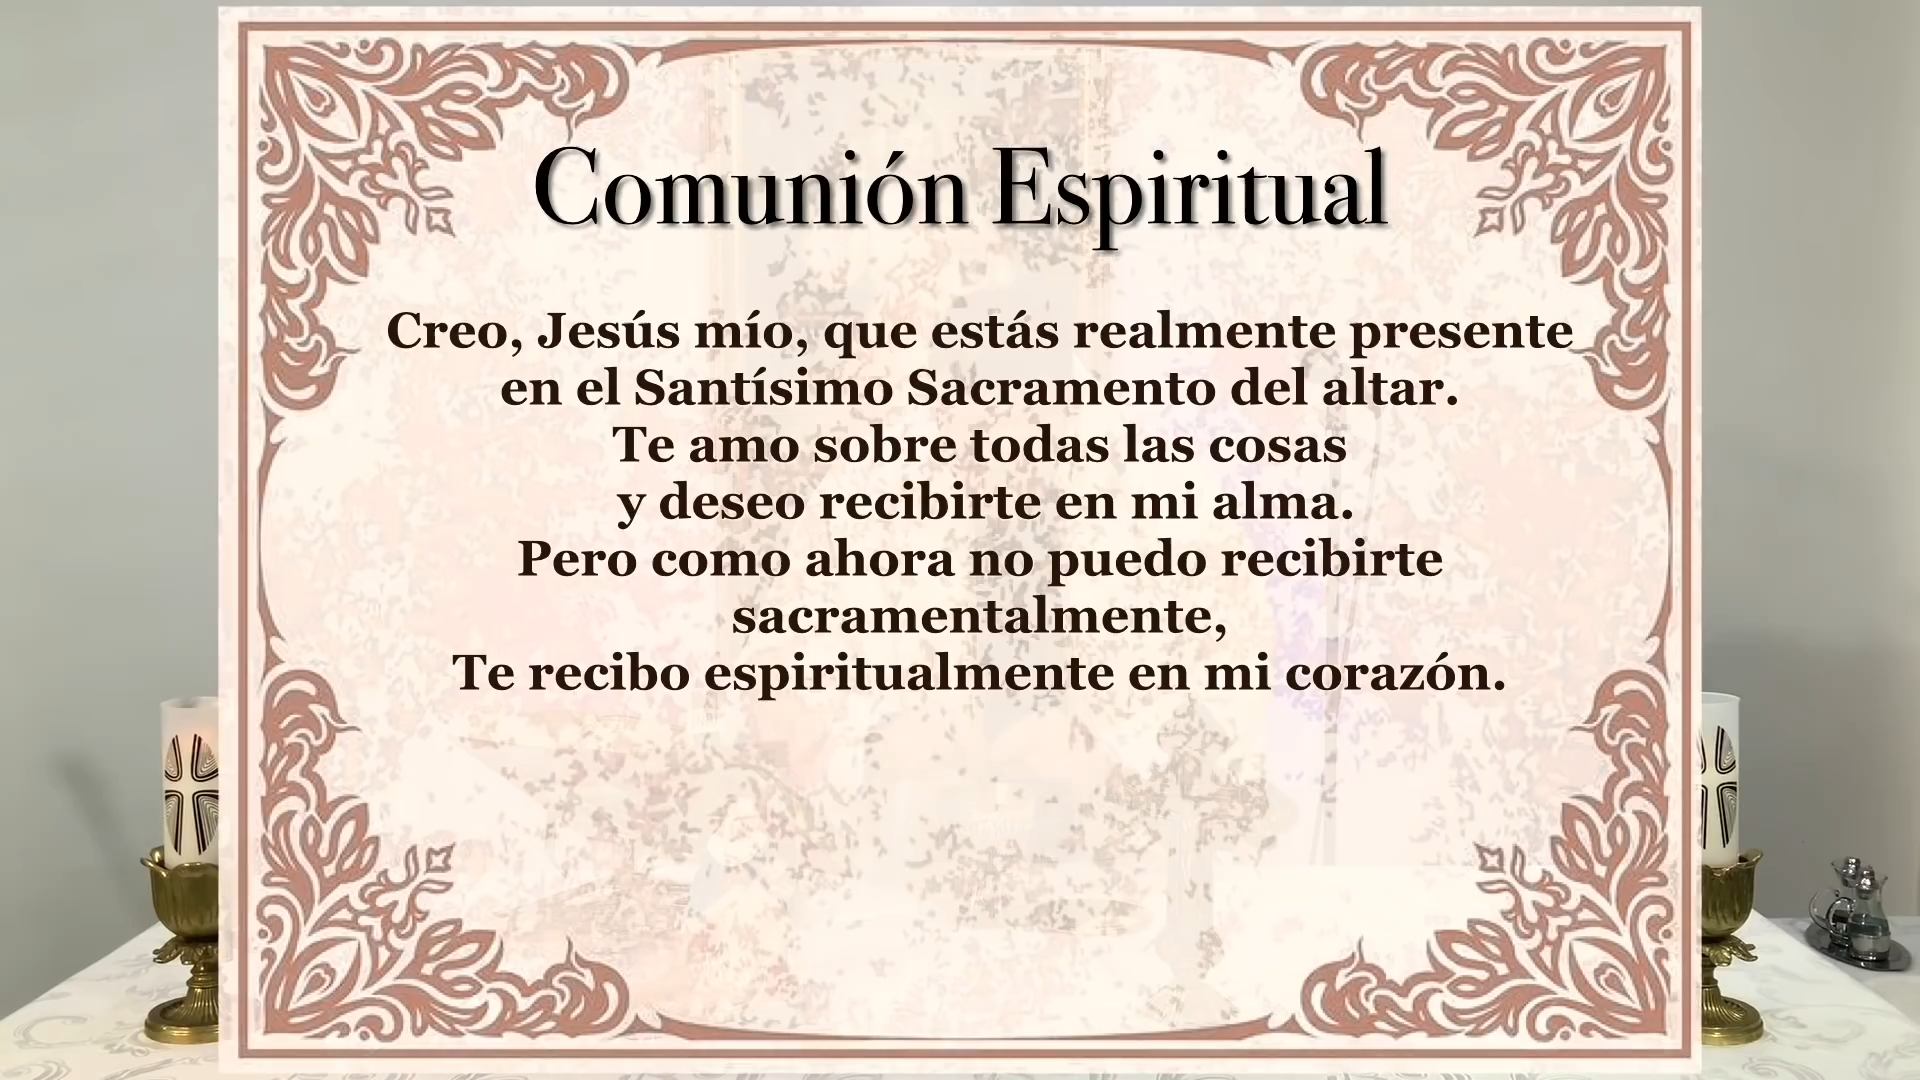 Comunión Espiritual
Creo, Jesús mío, que estás realmente presente
en el Santísimo Sacramento del altar.
Te amo sobre todas las cosas
y deseo recibirte en mi alma.
Pero como ahora no puedo recibirte
sacramentalmente,
Te recibo espiritualmente en mi corazón.